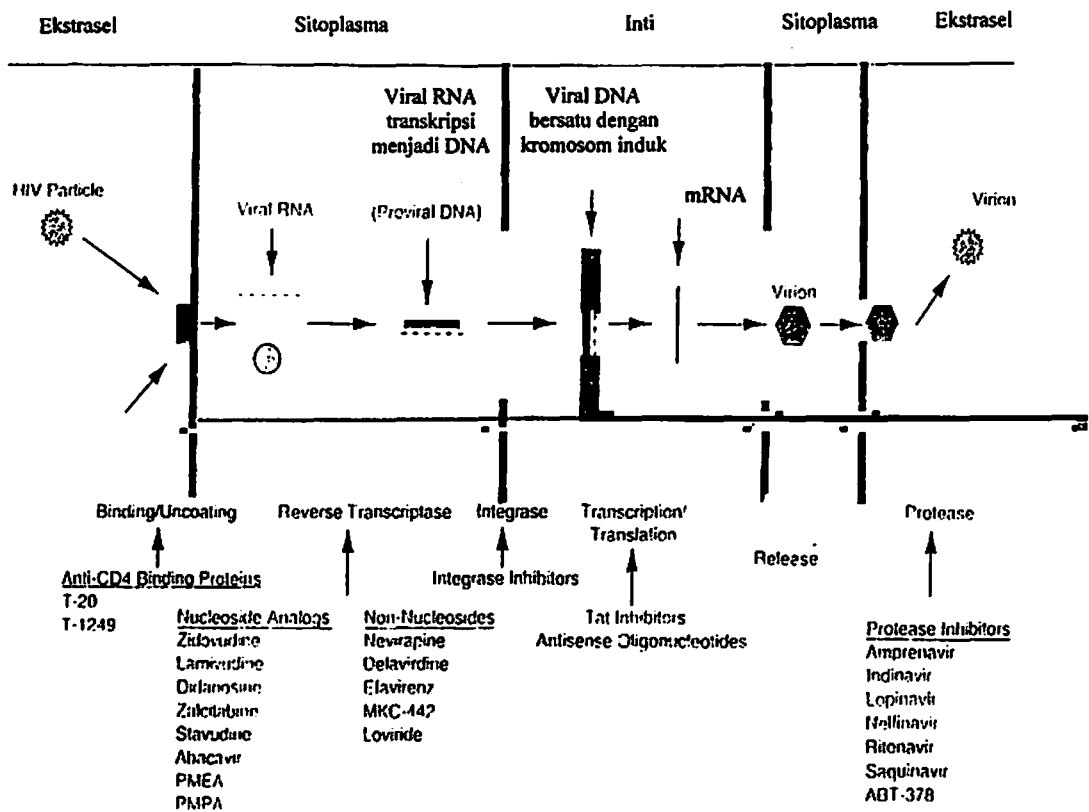 Ekstrasel
Sitoplasma
Inti
Sitoplasma
Ekstrasel
Viral RNA
transkripsi
menjadi DNA
Viral DNA
bersatu dengan
kromosom induk
HIV Particle
Viral RNA
(Proviral DNA)
mRNA
Virion
Virion
Binding/Uncoating
Reverse Transcriptase
Integrase
Transcription/
Translation
Release
Protease
Anti-CD4 Binding Proteins
T-20
T-1249
Nucleoside Analogs
Zidovudine
Lamivudine
Didanosine
Zalcitabine
Stavudine
Abacavir
PMEA
PMPA
Non-Nucleosides
Nevirapine
Delavirdine
Efavirenz
MKC-442
Loviride
Integrase Inhibitors
Tat Inhibitors
Antisense Oligonucleotides
Protease Inhibitors
Amprenavir
Indinavir
Lopinavir
Nelfinavir
Ritonavir
Saquinavir
ABT-378